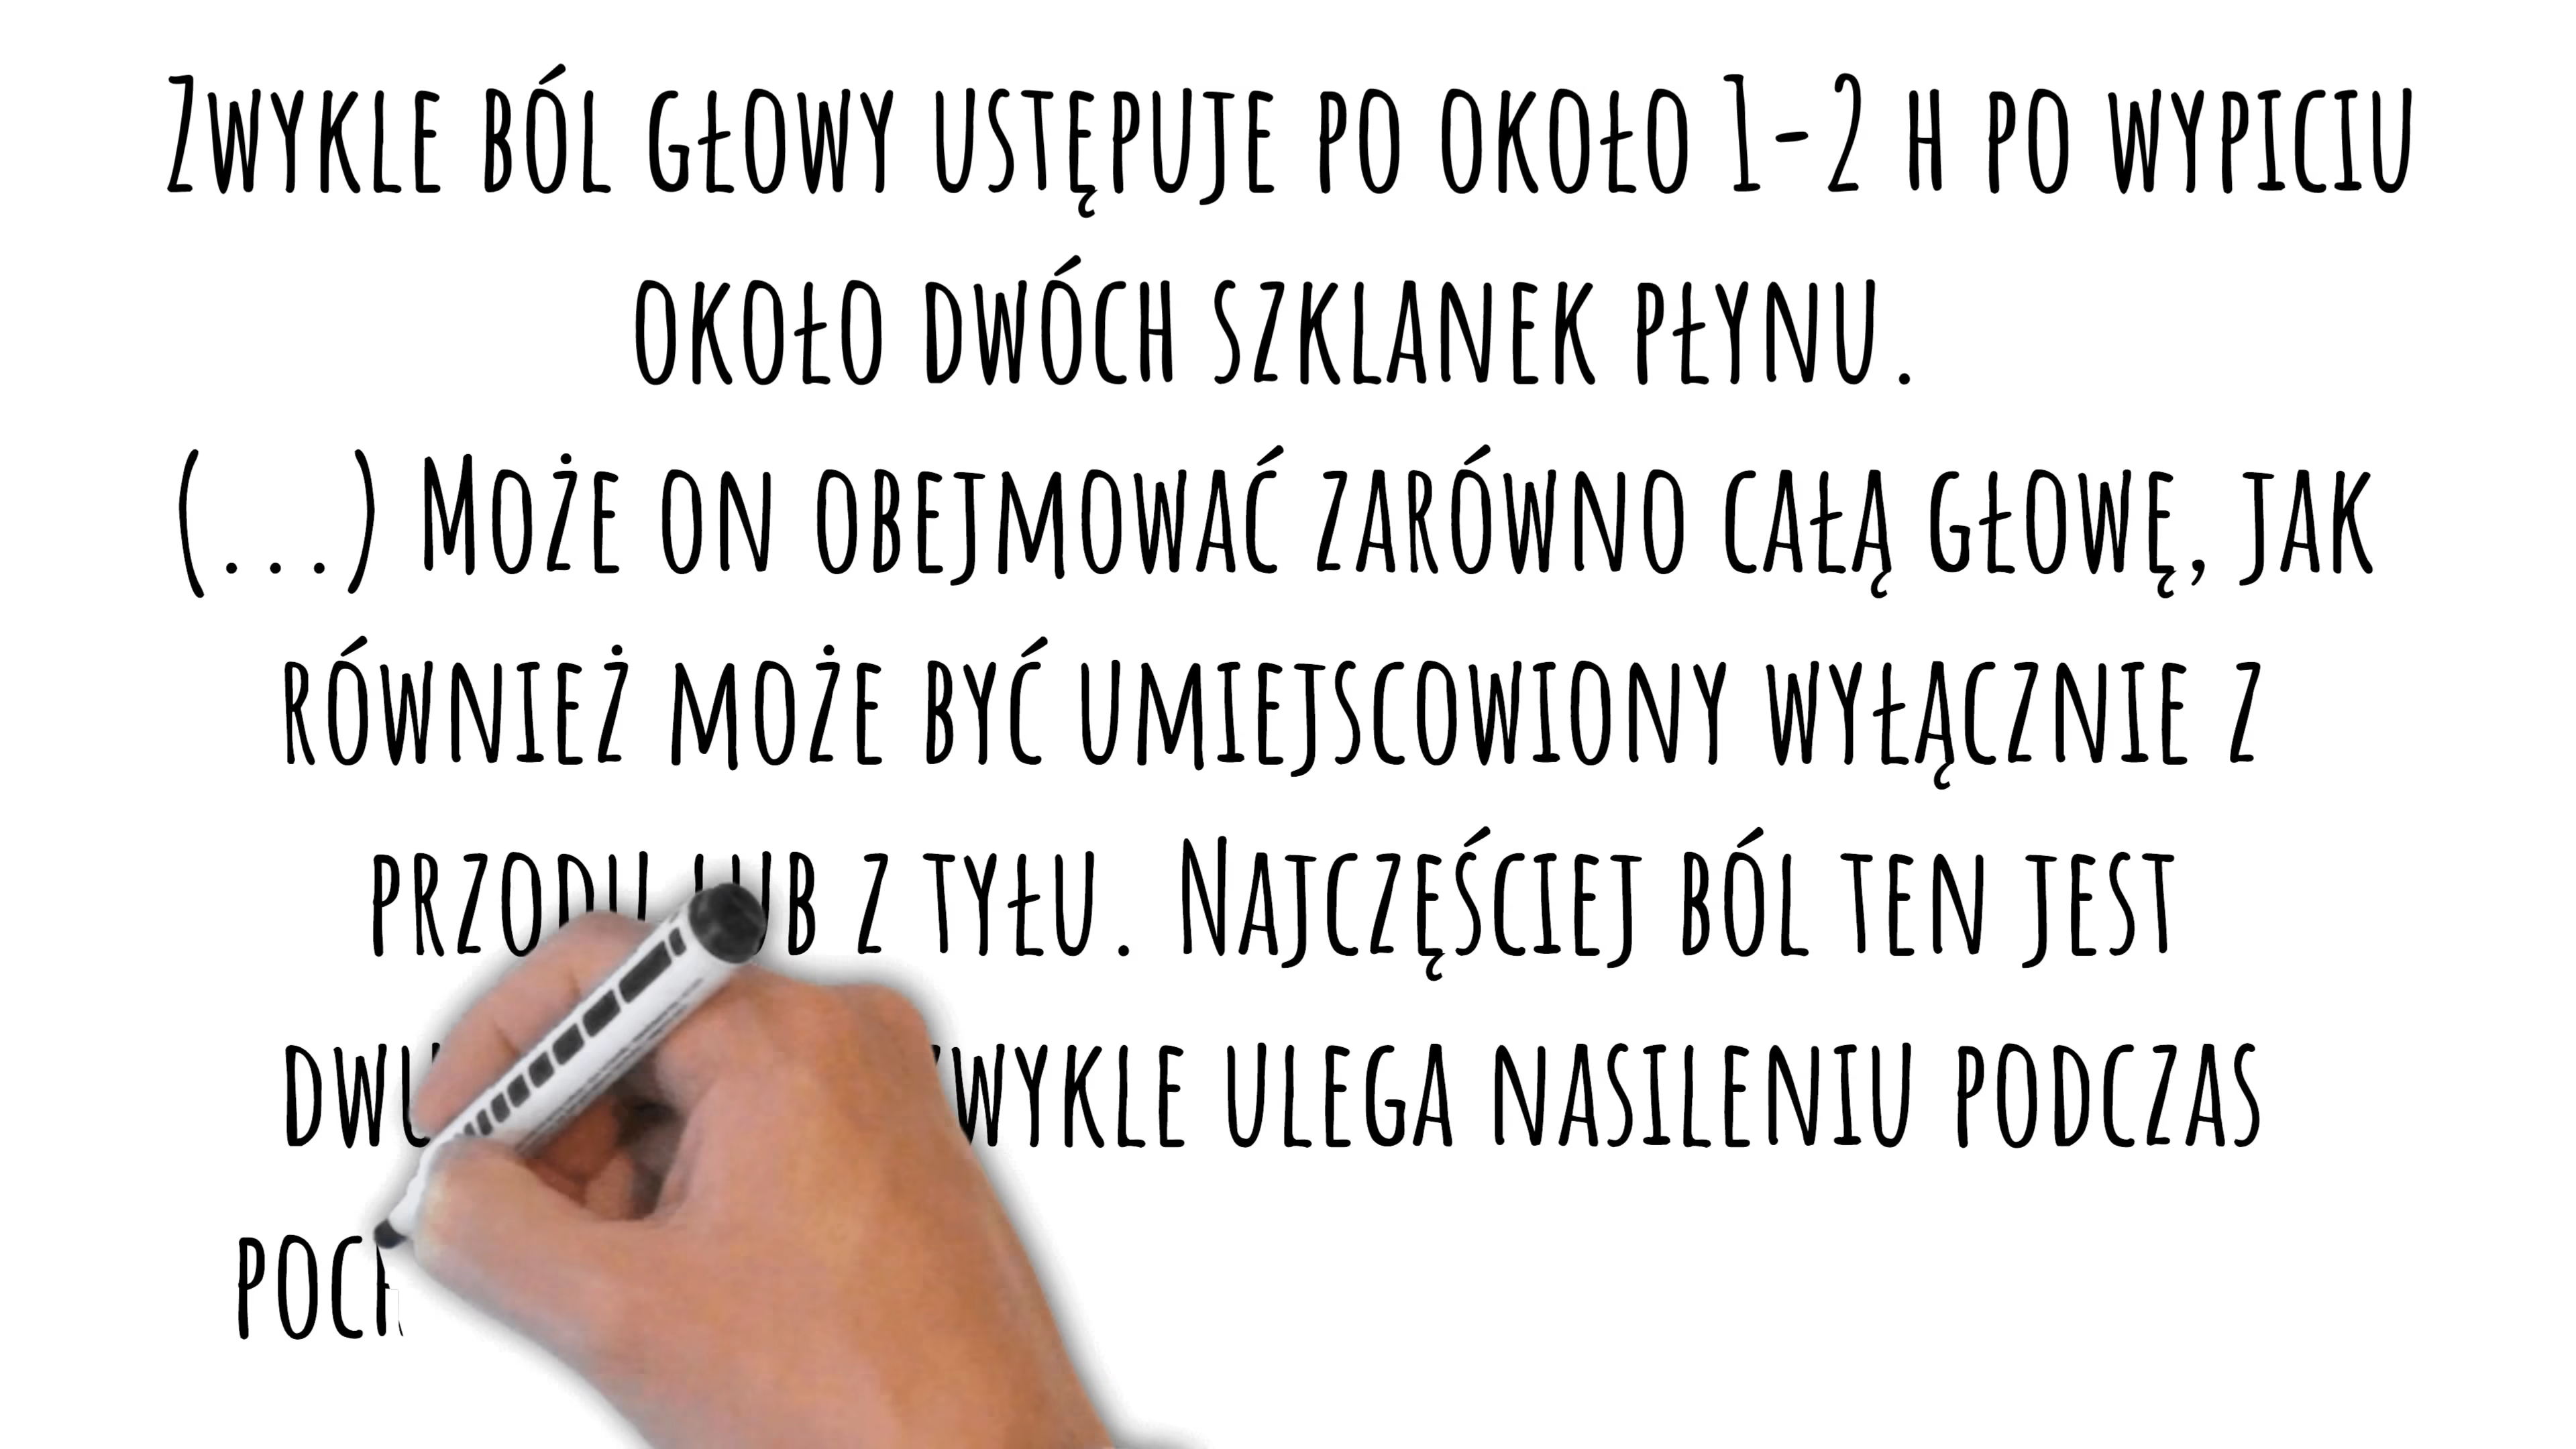 Zwykle ból głowy ustępuje po około 1-2 h po wypiciu
około dwóch szklanek płynu.
(...) Może on obejmować zarówno całą głowę, jak
również może być umiejscowiony wyłącznie z
przodu lub z tyłu. Najczęściej ból ten jest
ulega nasileniu podczas